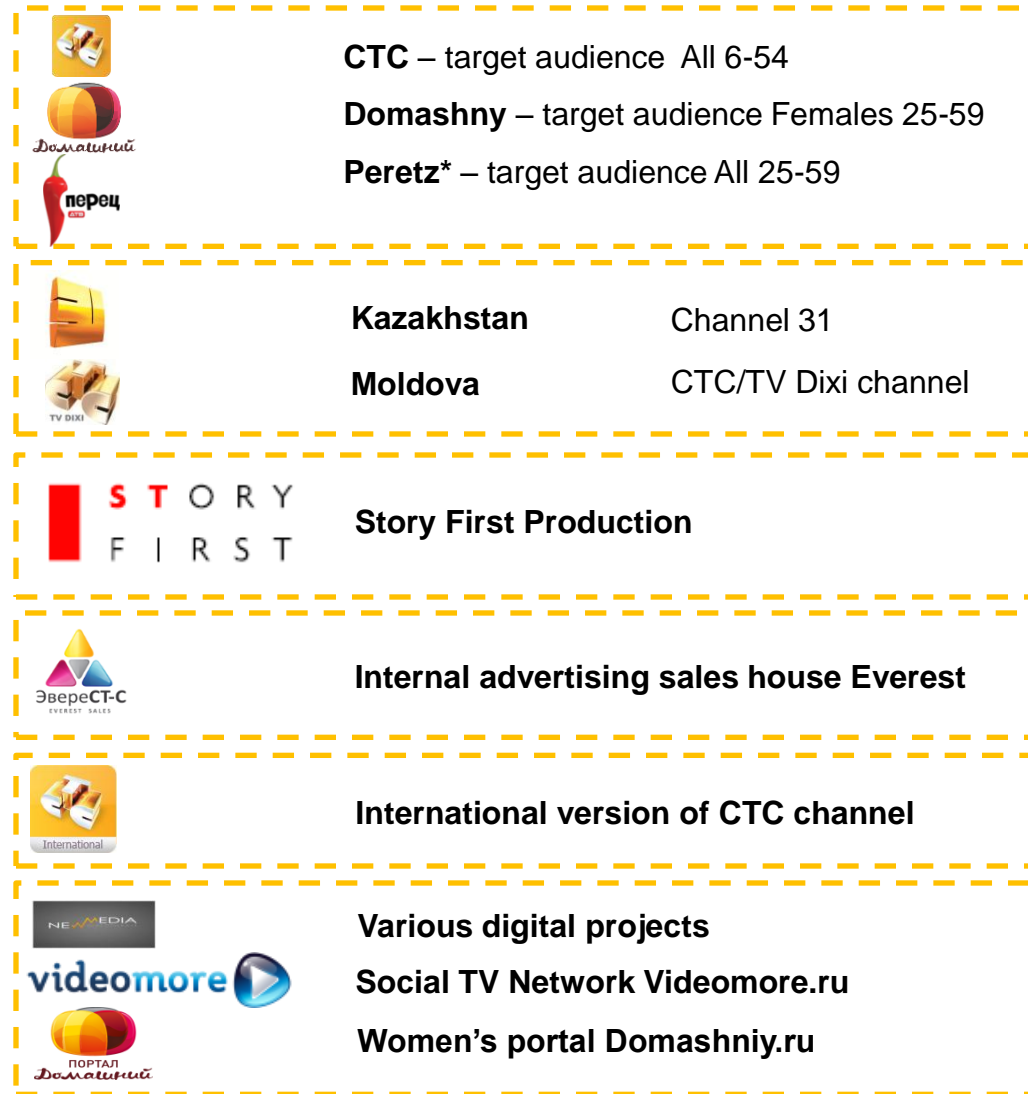 СТС
CTC – target audience All 6-54
Домашний
Domashny – target audience Females 25-59
перец
ДТВ
Peretz* – target audience All 25-59
Kazakhstan Channel 31
TV DIXI
Moldova CTC/TV Dixi channel
STORY
FIRST
Story First Production
ЭвереСТ-С
EVEREST SALES
Internal advertising sales house Everest
СТС
International
International version of CTC channel
NEWMEDIA
Various digital projects
videomore
Social TV Network Videomore.ru
ПОРТАЛ
Домашний
Women’s portal Domashniy.ru